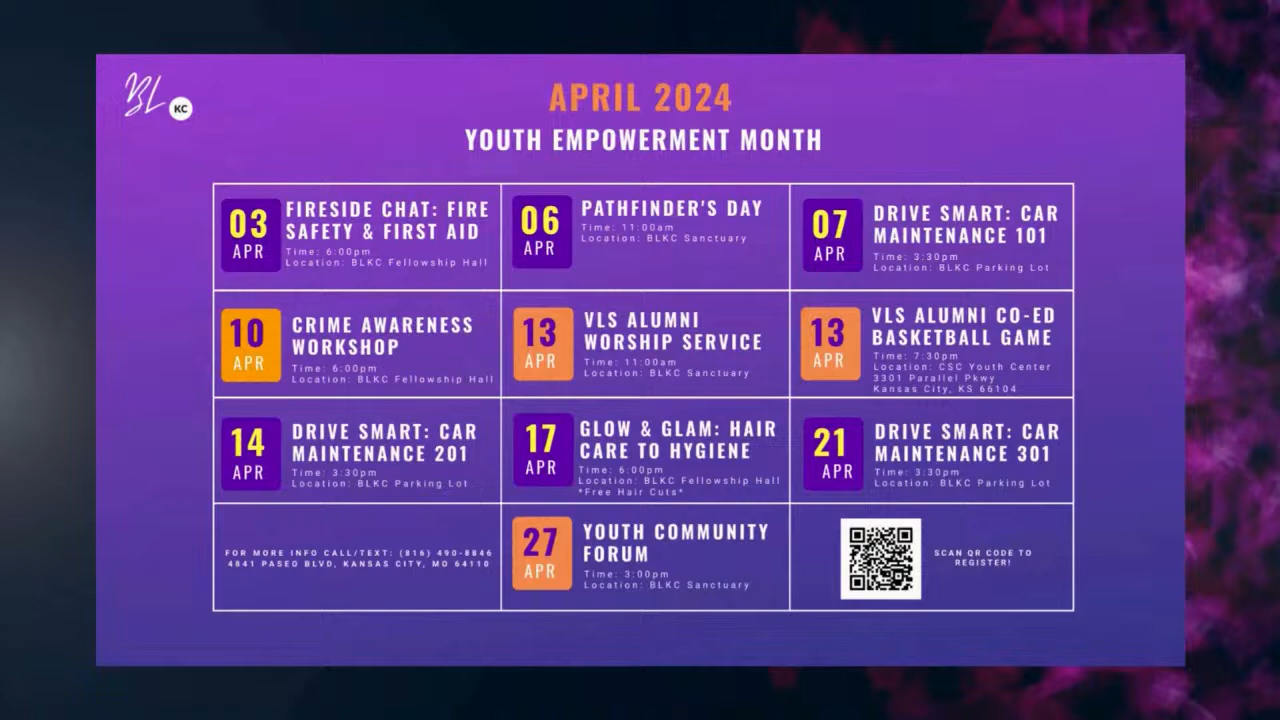 BL KC
APRIL 2024
YOUTH EMPOWERMENT MONTH
03
APR
FIRESIDE CHAT: FIRE
SAFETY & FIRST AID
Time: 6:00pm
Location: BLKC Fellowship Hall
06
APR
PATHFINDER'S DAY
Time: 11:00am
Location: BLKC Sanctuary
07
APR
DRIVE SMART: CAR
MAINTENANCE 101
Time: 3:30pm
Location: BLKC Parking Lot
10
APR
CRIME AWARENESS
WORKSHOP
Time: 6:00pm
Location: BLKC Fellowship Hall
13
APR
VLS ALUMNI
WORSHIP SERVICE
Time: 11:00am
Location: BLKC Sanctuary
13
APR
VLS ALUMNI CO-ED
BASKETBALL GAME
Time: 7:30pm
Location: CSC Youth Center
3301 Parallel Pkwy
Kansas City, KS 66104
14
APR
DRIVE SMART: CAR
MAINTENANCE 201
Time: 3:30pm
Location: BLKC Parking Lot
17
APR
GLOW & GLAM: HAIR
CARE TO HYGIENE
Time: 6:00pm
Location: BLKC Fellowship Hall
*Free Hair Cuts*
21
APR
DRIVE SMART: CAR
MAINTENANCE 301
Time: 3:30pm
Location: BLKC Parking Lot
FOR MORE INFO CALL/TEXT: (816) 490-8846
4841 PASEO BLVD, KANSAS CITY, MO 64110
27
APR
YOUTH COMMUNITY
FORUM
Time: 3:00pm
Location: BLKC Sanctuary
SCAN QR CODE TO
REGISTER!